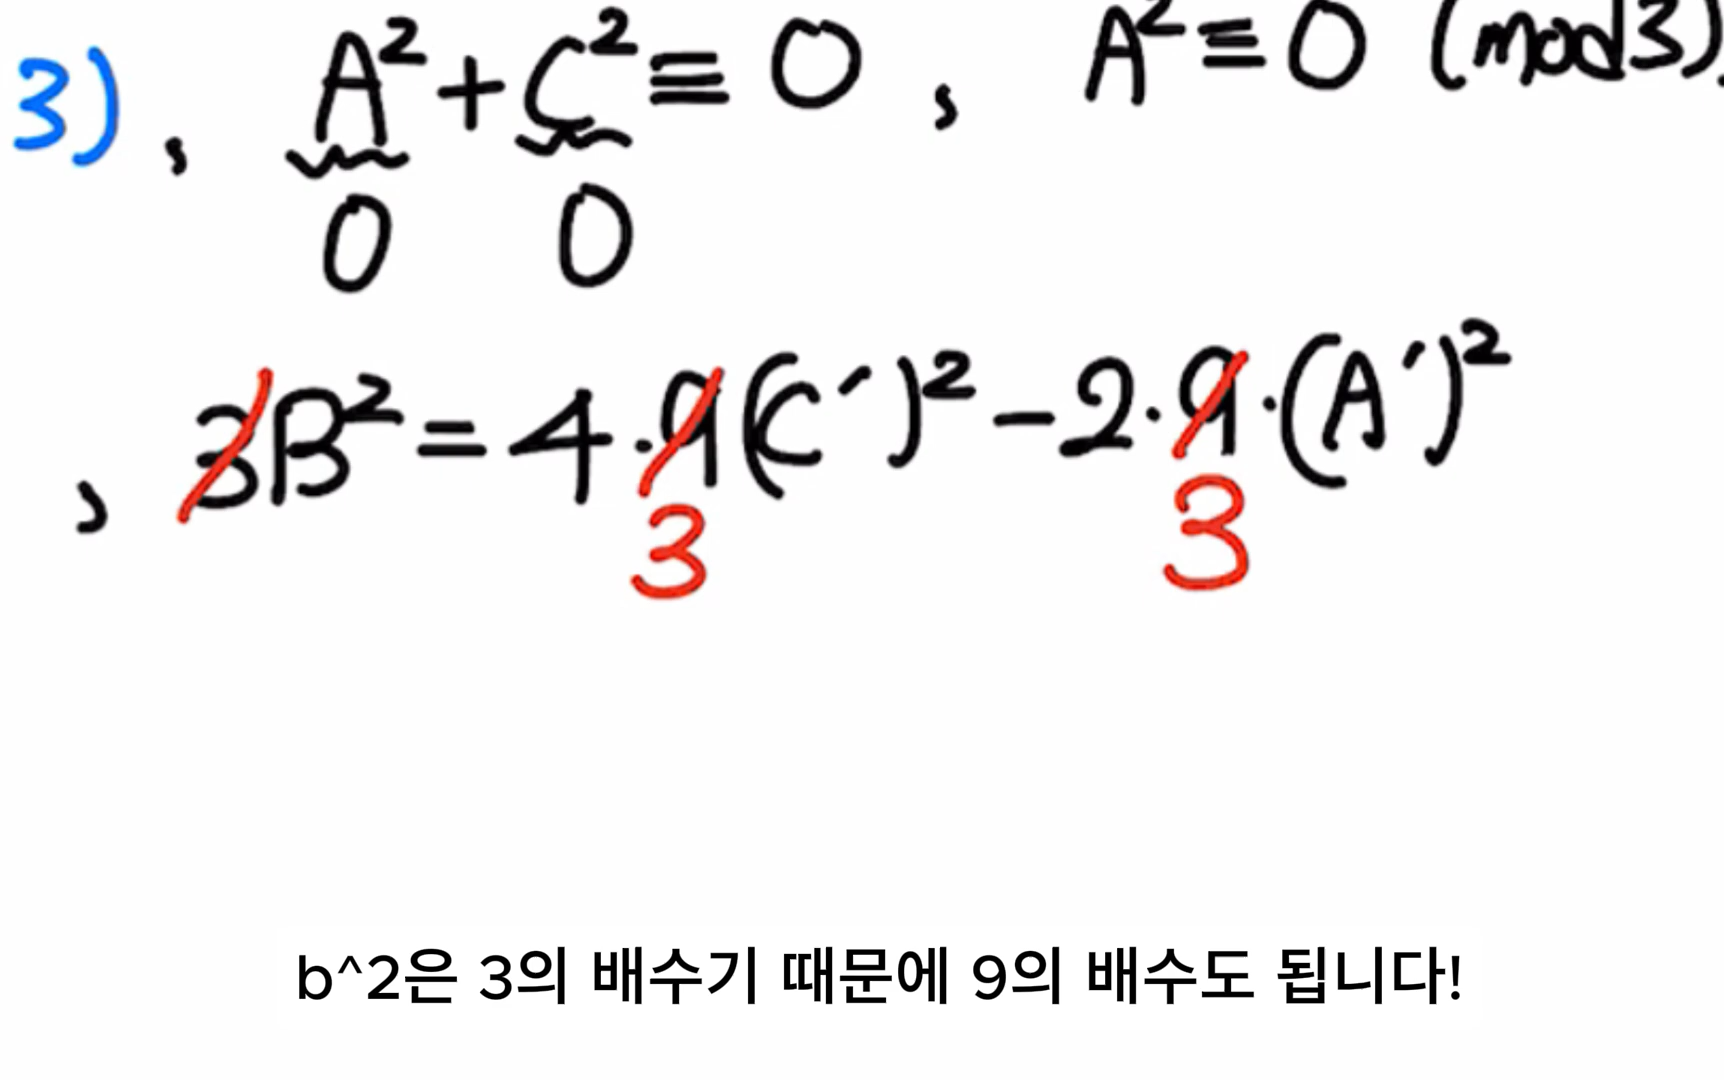 3), A²+C²≡0, A²≡0 (mod3).
0 0
, 3B²=4·9(C′)²-2·9·(A′)²
3 3
b^2은 3의 배수기 때문에 9의 배수도 됩니다!